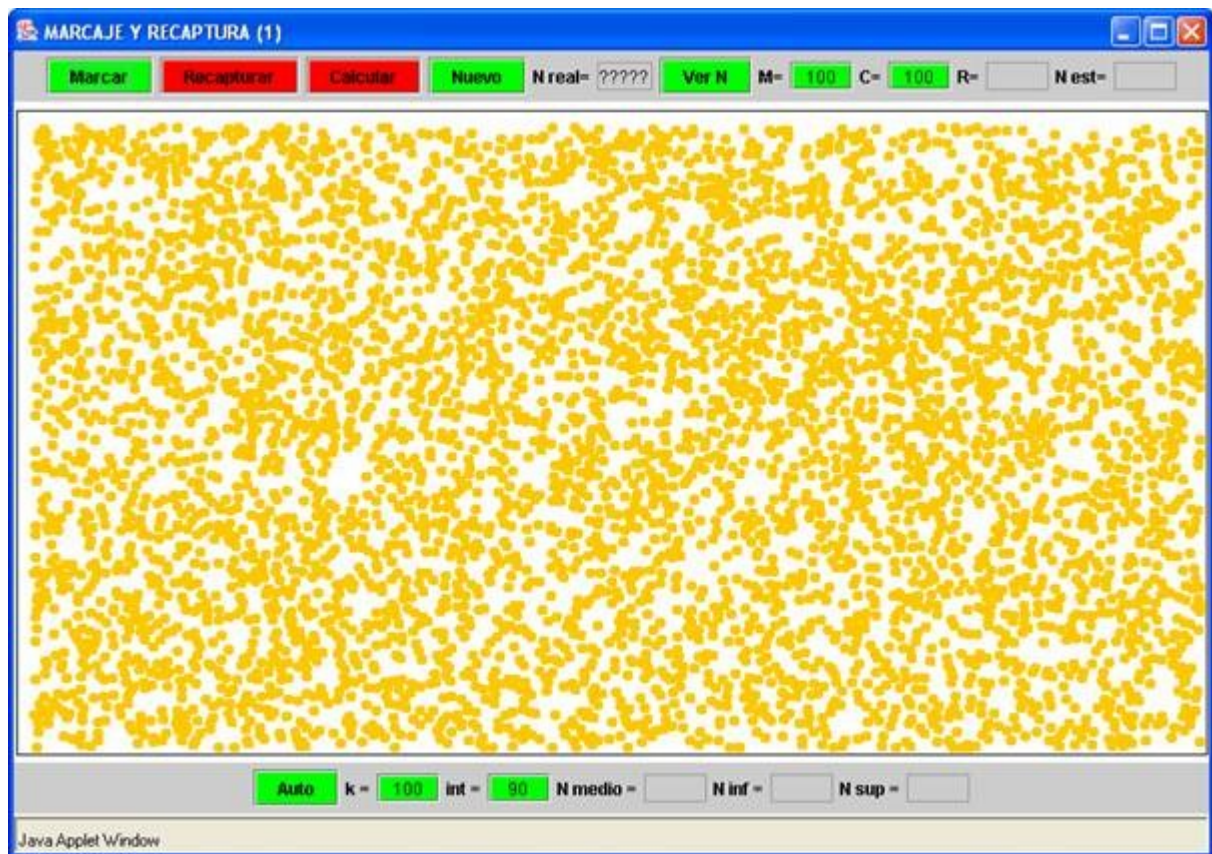 MARCAJE Y RECAPTURA (1)
Marcar Recapturar Calcular Nuevo N real= ????? Ver N M= 100 C= 100 R= N est=
Auto k = 100 int = 90 N medio = N inf = N sup =
Java Applet Window